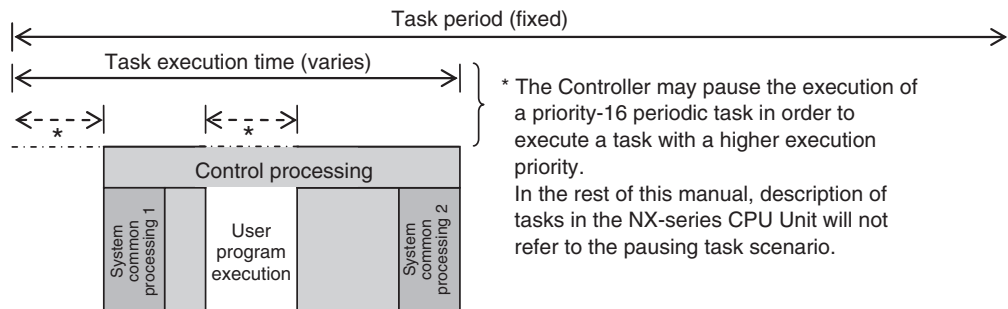 Task period (fixed)
Task execution time (varies)
*
*
* The Controller may pause the execution of
a priority-16 periodic task in order to
execute a task with a higher execution
priority.
In the rest of this manual, description of
tasks in the NX-series CPU Unit will not
refer to the pausing task scenario.
Control processing
System
common
processing 1
User
program
execution
System
common
processing 2